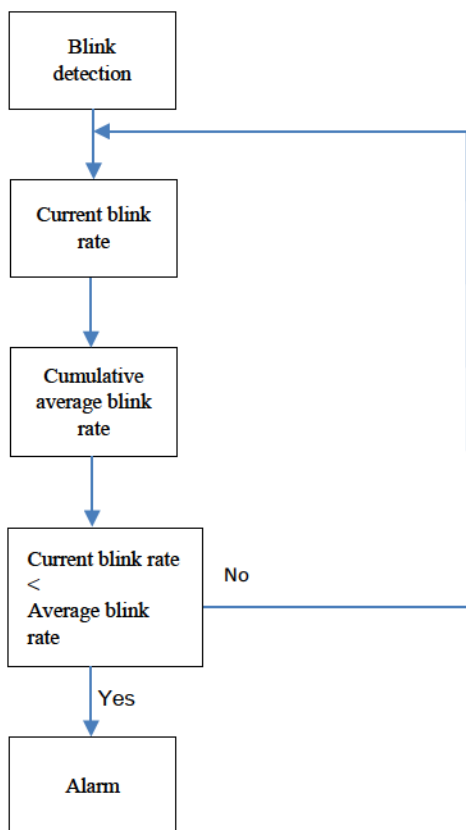 Blink
detection
Current blink
rate
Cumulative
average blink
rate
Current blink rate
<
Average blink
rate
No
Yes
Alarm